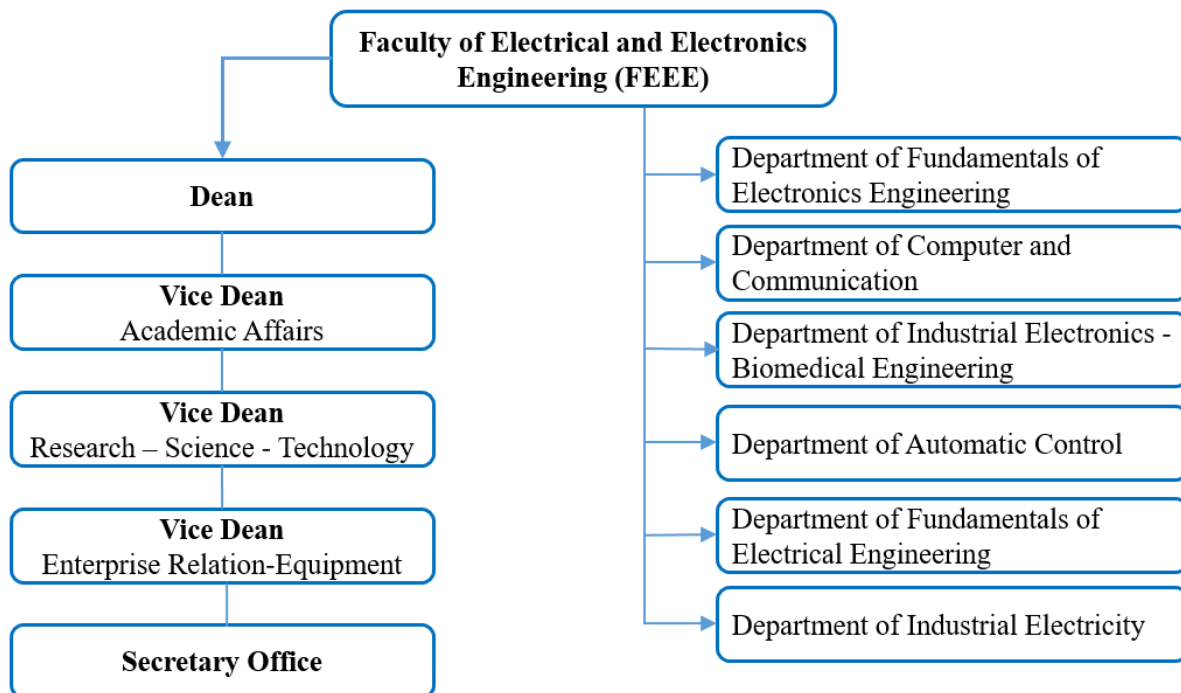 Faculty of Electrical and Electronics
Engineering (FEEE)
Dean
Vice Dean
Academic Affairs
Vice Dean
Research – Science - Technology
Vice Dean
Enterprise Relation-Equipment
Secretary Office
Department of Fundamentals of
Electronics Engineering
Department of Computer and
Communication
Department of Industrial Electronics -
Biomedical Engineering
Department of Automatic Control
Department of Fundamentals of
Electrical Engineering
Department of Industrial Electricity